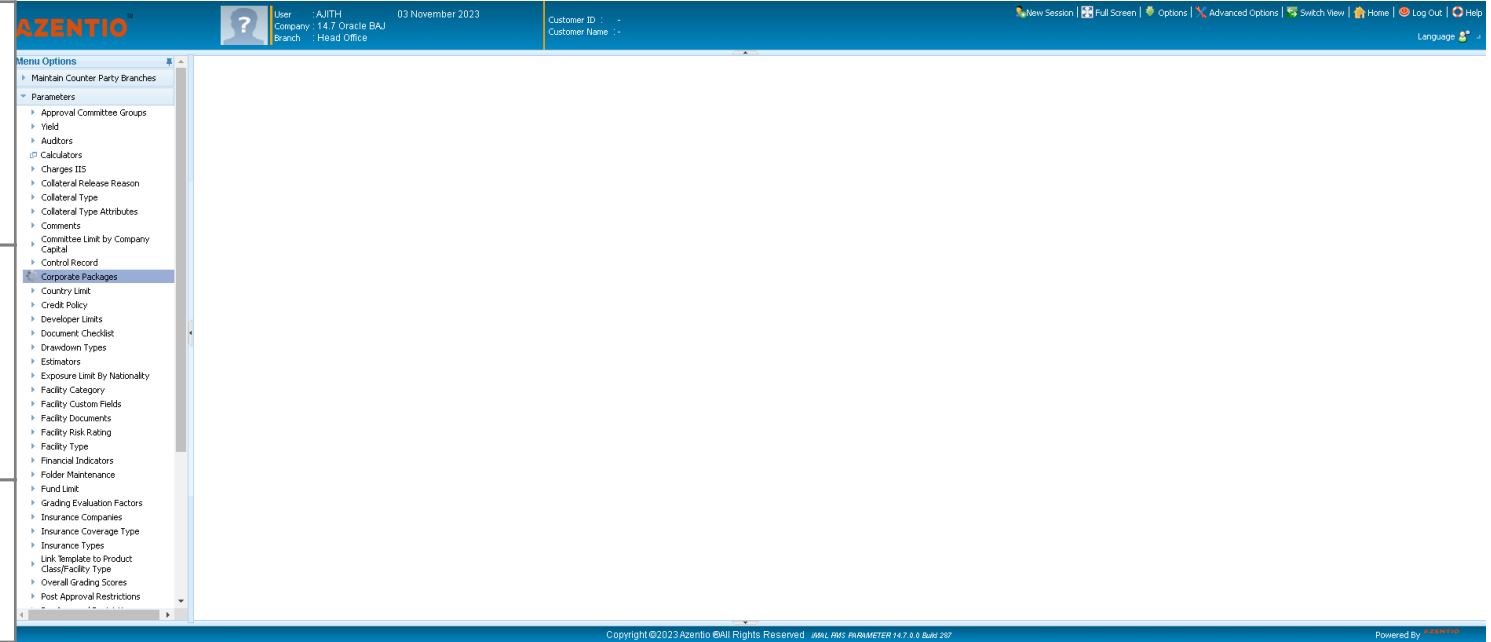 AZENTIO
User : AJITH 03 November 2023
Company : 14.7 Oracle BAJ
Branch : Head Office
Customer ID : -
Customer Name : -
New Session | Full Screen | Options | Advanced Options | Switch View | Home | Log Out | Help
Language
Menu Options
Maintain Counter Party Branches
Parameters
Approval Committee Groups
Yield
Auditors
Calculators
Charges IIS
Collateral Release Reason
Collateral Type
Collateral Type Attributes
Comments
Committee Limit by Company
Capital
Control Record
Corporate Packages
Country Limit
Credit Policy
Developer Limits
Document Checklist
Drawdown Types
Estimators
Exposure Limit By Nationality
Facility Category
Facility Custom Fields
Facility Documents
Facility Risk Rating
Facility Type
Financial Indicators
Folder Maintenance
Fund Limit
Grading Evaluation Factors
Insurance Companies
Insurance Coverage Type
Insurance Types
Link Template to Product
Class/Facility Type
Overall Grading Scores
Post Approval Restrictions
Copyright ©2023 Azentio ®All Rights Reserved IMAL RMS PARAMETER 14.7.0.0 Build 287
Powered By AZENTIO